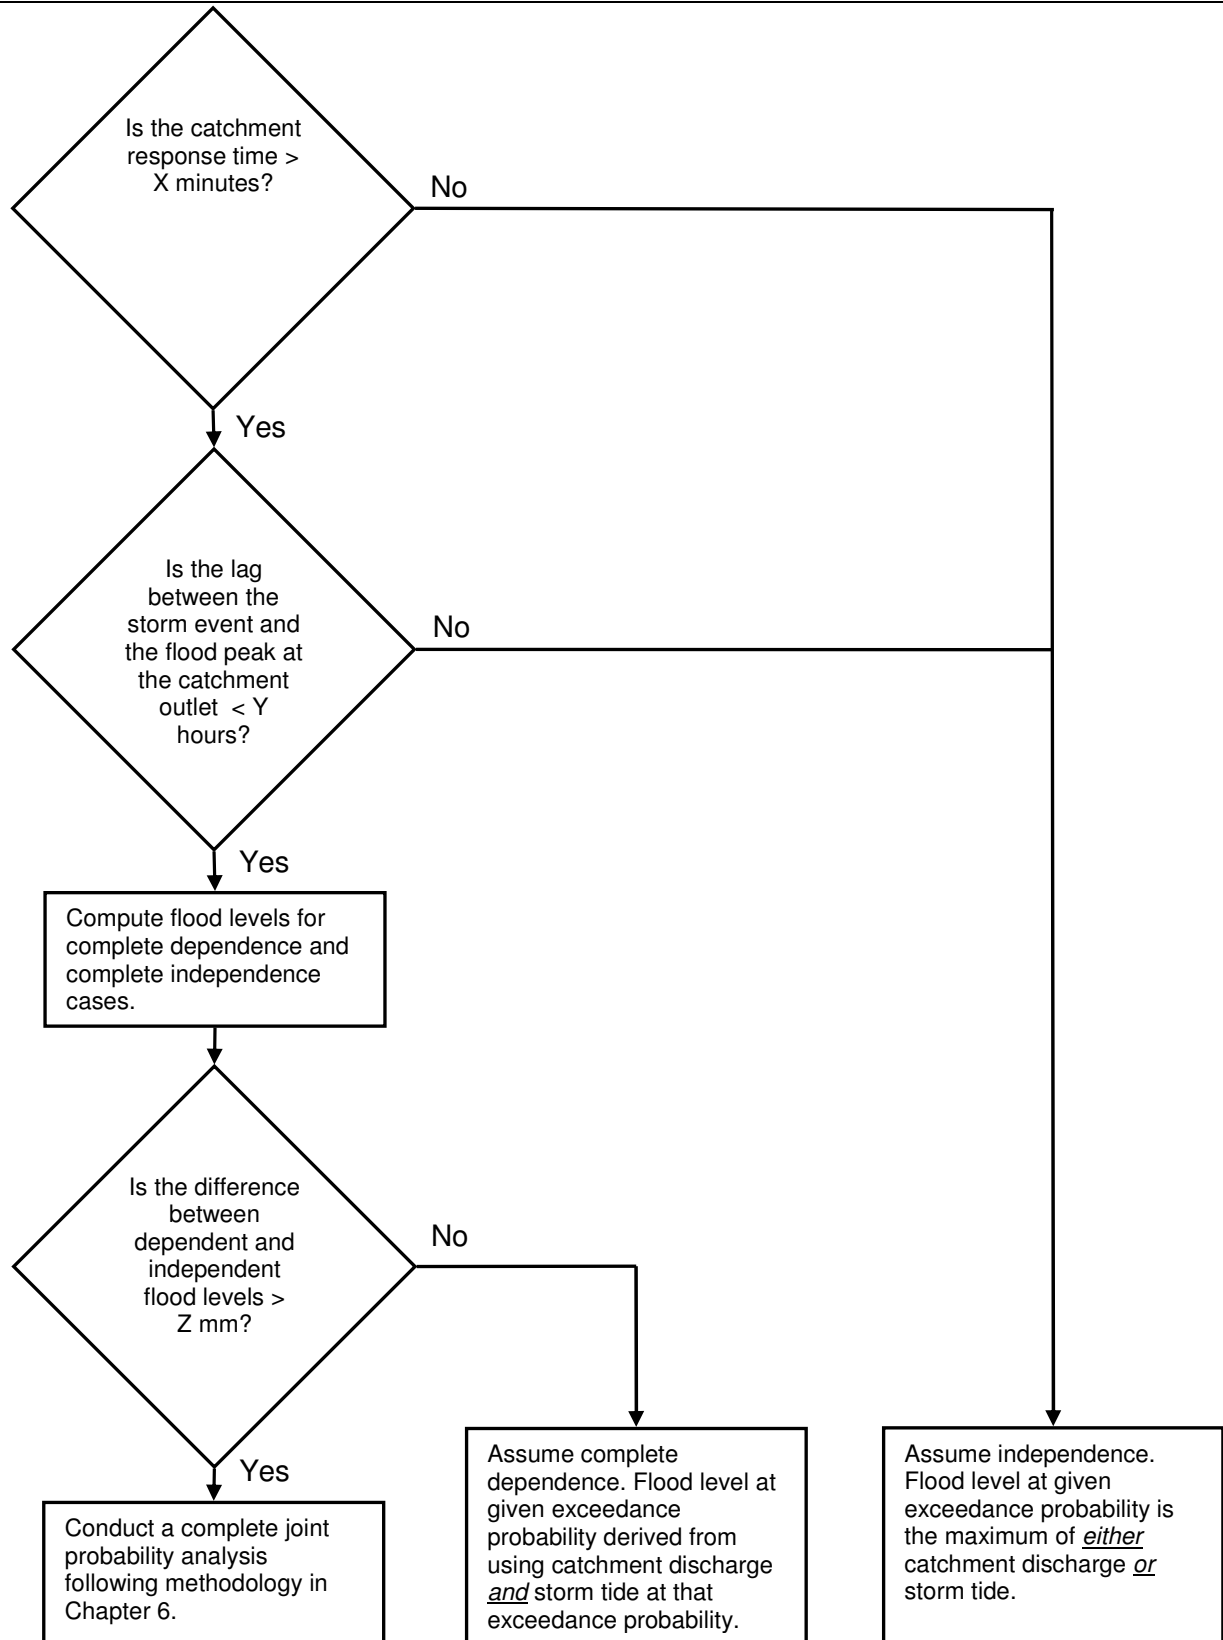 Is the catchment
response time >
X minutes?
No
Yes
Is the lag
between the
storm event and
the flood peak at
the catchment
outlet < Y
hours?
No
Yes
Compute flood levels for
complete dependence and
complete independence
cases.
Is the difference
between
dependent and
independent
flood levels >
Z mm?
No
Yes
Conduct a complete joint
probability analysis
following methodology in
Chapter 6.
Assume complete
dependence. Flood level at
given exceedance
probability derived from
using catchment discharge
and storm tide at that
exceedance probability.
Assume independence.
Flood level at given
exceedance probability is
the maximum of either
catchment discharge or
storm tide.